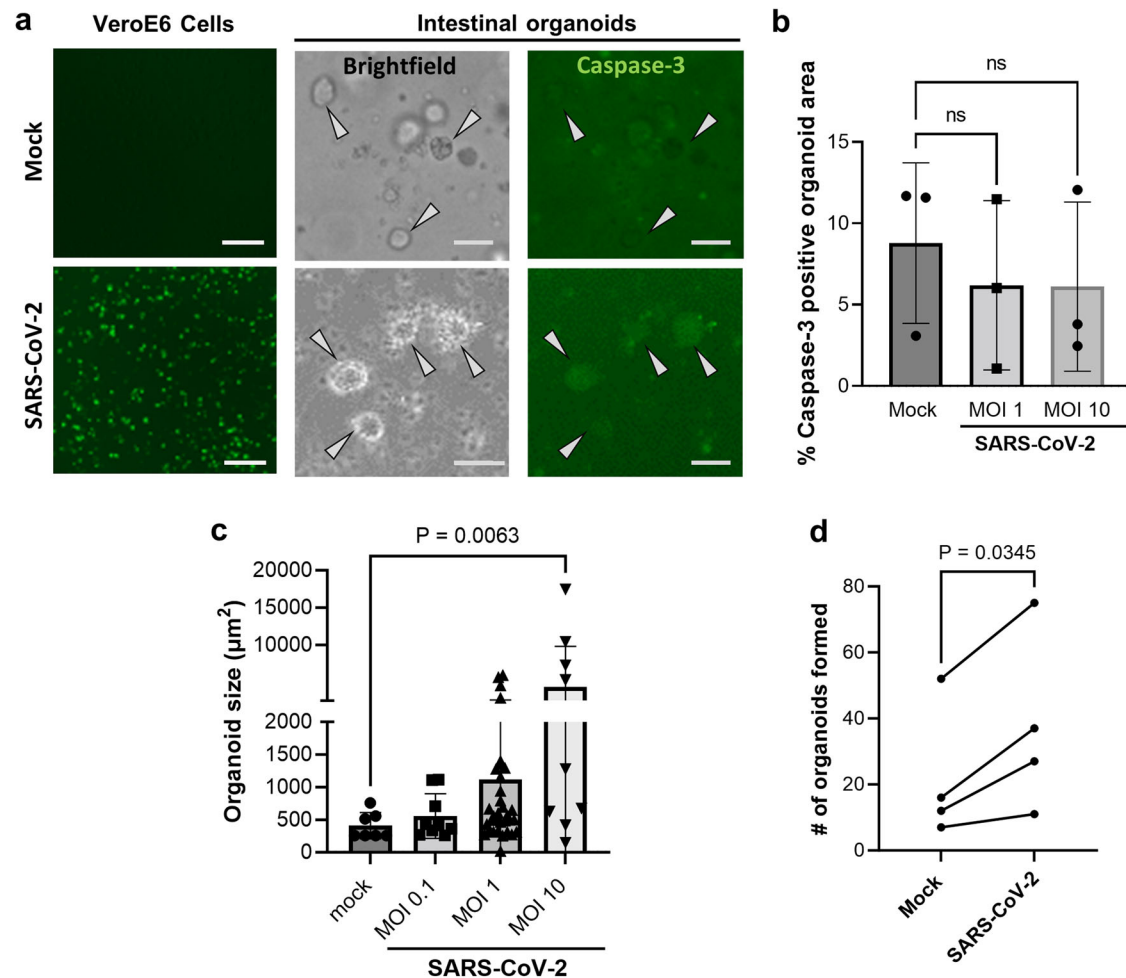 a
VeroE6 Cells
Intestinal organoids
Mock
Brightfield
Caspase-3
SARS-CoV-2
b
ns
ns
% Caspase-3 positive organoid area
15
10
5
0
Mock
MOI 1
MOI 10
SARS-CoV-2
c
P = 0.0063
Organoid size (µm²)
20000
15000
10000
2000
1500
1000
500
0
mock
MOI 0.1
MOI 1
MOI 10
SARS-CoV-2
d
P = 0.0345
# of organoids formed
80
60
40
20
0
Mock
SARS-CoV-2